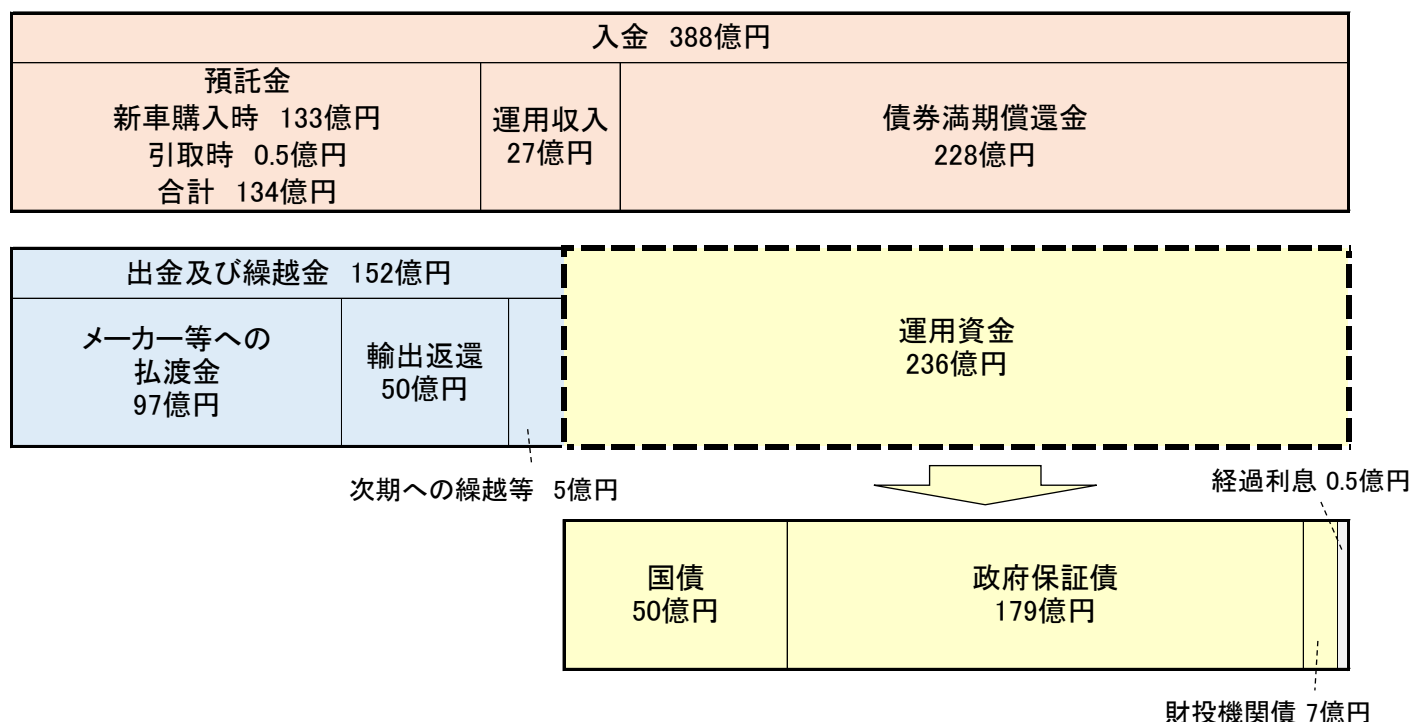 入金 388億円
預託金
新車購入時 133億円
引取時 0.5億円
合計 134億円
運用収入
27億円
債券満期償還金
228億円
出金及び繰越金 152億円
メーカー等への
払渡金
97億円
輸出返還
50億円
運用資金
236億円
次期への繰越等 5億円
経過利息 0.5億円
国債
50億円
政府保証債
179億円
財投機関債 7億円